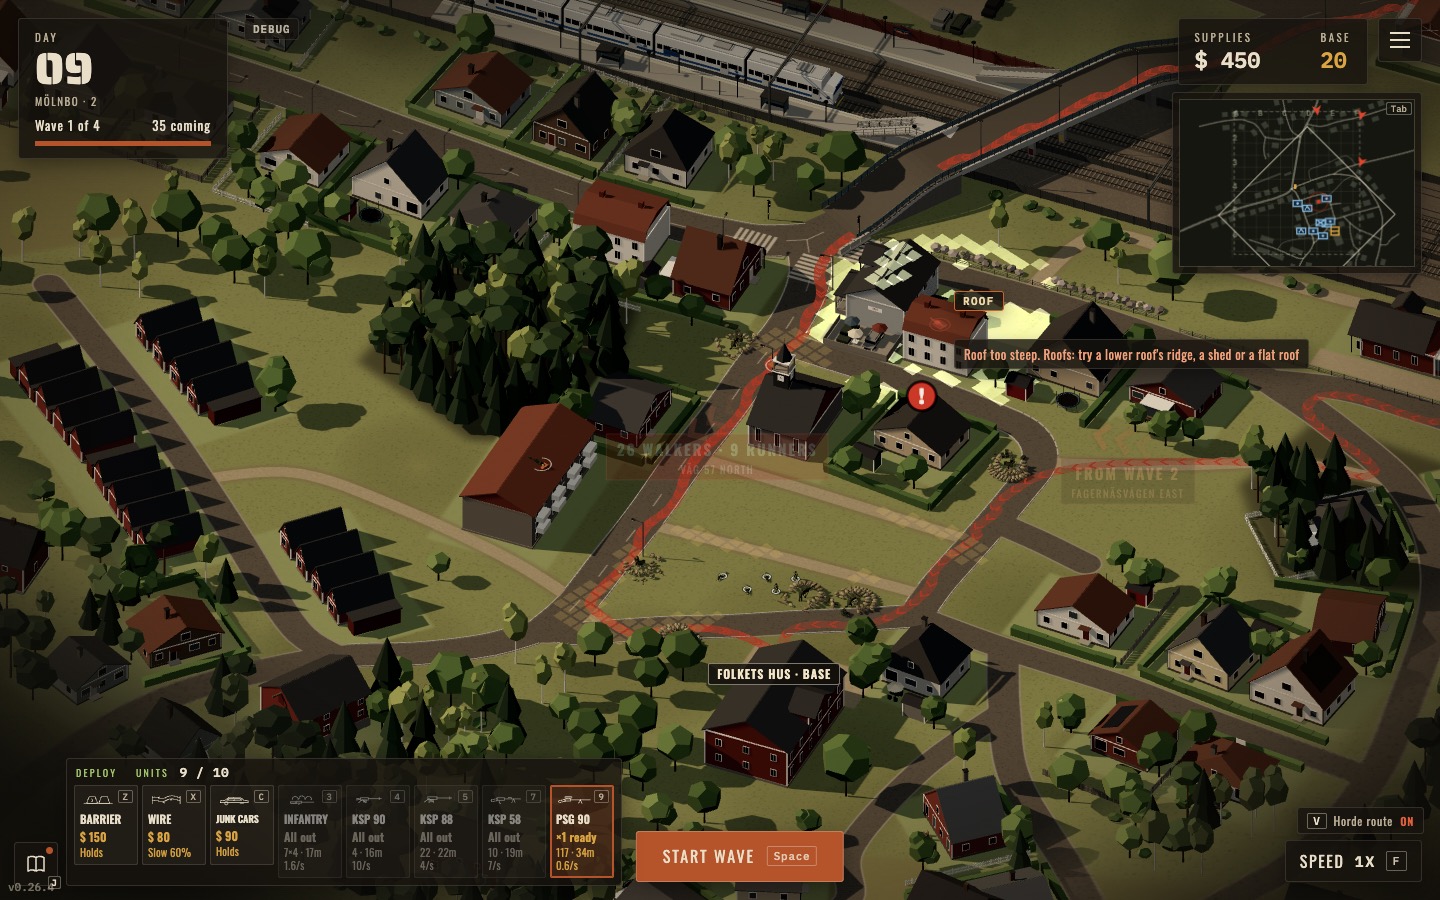 DAY
09
MÖLNBO · 2
Wave 1 of 4
35 coming
DEBUG
SUPPLIES
BASE
$ 450
20
Tab
ROOF
Roof too steep. Roofs: try a lower roof's ridge, a shed or a flat roof
!
26 WALKERS · 9 RUNNERS
VÄG 57 NORTH
FROM WAVE 2
FAGERNÄSVÄGEN EAST
FOLKETS HUS · BASE
DEPLOY
UNITS 9 / 10
Z
BARRIER
$ 150
Holds
X
WIRE
$ 80
Slow 60%
C
JUNK CARS
$ 90
Holds
3
INFANTRY
All out
7×4 · 17m
1.6/s
4
KSP 90
All out
4 · 16m
10/s
5
KSP 88
All out
22 · 22m
4/s
7
KSP 58
All out
10 · 19m
7/s
9
PSG 90
×1 ready
117 · 34m
0.6/s
START WAVE Space
V Horde route ON
SPEED 1X F
J
v0.26.4